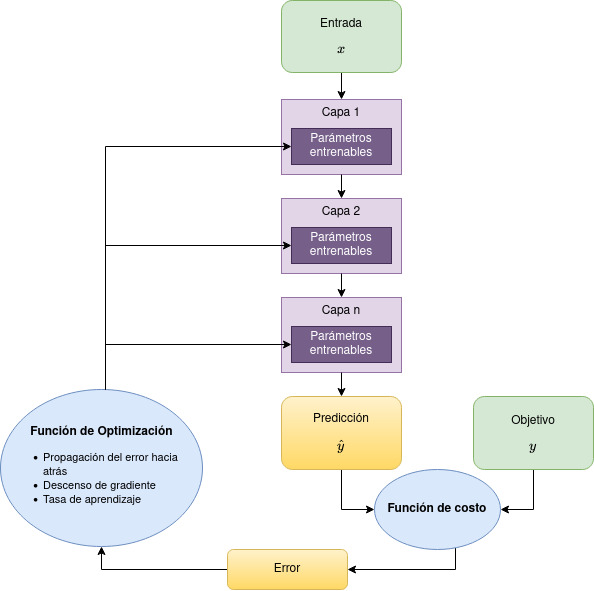 Entrada
x
Capa 1
Parámetros
entrenables
Capa 2
Parámetros
entrenables
Capa n
Parámetros
entrenables
Predicción
ŷ
Objetivo
y
Función de Optimización
• Propagación del error hacia
atrás
• Descenso de gradiente
• Tasa de aprendizaje
Función de costo
Error